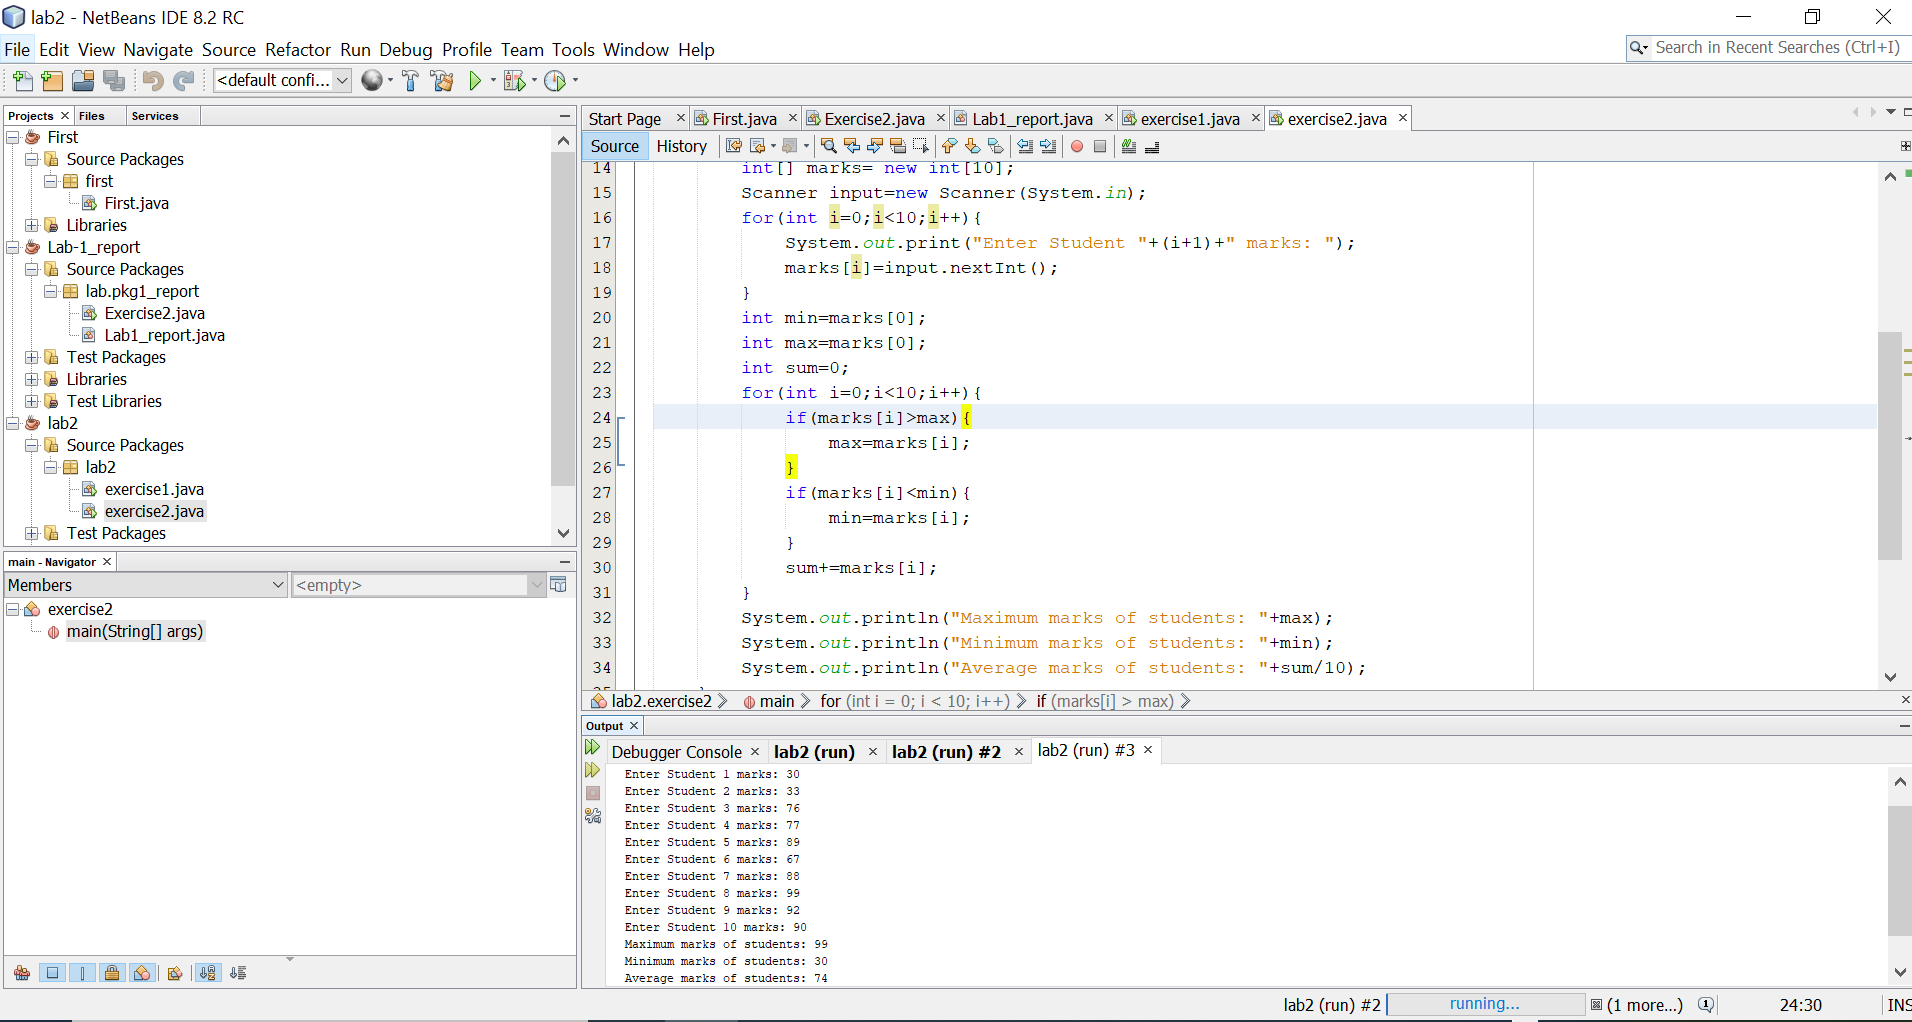 lab2 - NetBeans IDE 8.2 RC
File Edit View Navigate Source Refactor Run Debug Profile Team Tools Window Help
Search in Recent Searches (Ctrl+I)
<default confi...
Projects Files Services
First
Source Packages
first
First.java
Libraries
Lab-1_report
Source Packages
lab.pkg1_report
Exercise2.java
Lab1_report.java
Test Packages
Libraries
Test Libraries
lab2
Source Packages
lab2
exercise1.java
exercise2.java
Test Packages
main - Navigator
Members <empty>
exercise2
main(String[] args)
Start Page First.java Exercise2.java Lab1_report.java exercise1.java exercise2.java
Source History
14 int[] marks= new int[10];
15 Scanner input=new Scanner(System.in);
16 for(int i=0;i<10;i++){
17 System.out.print("Enter Student "+(i+1)+" marks: ");
18 marks[i]=input.nextInt();
19 }
20 int min=marks[0];
21 int max=marks[0];
22 int sum=0;
23 for(int i=0;i<10;i++){
24 if(marks[i]>max){
25 max=marks[i];
26 }
27 if(marks[i]<min){
28 min=marks[i];
29 }
30 sum+=marks[i];
31 }
32 System.out.println("Maximum marks of students: "+max);
33 System.out.println("Minimum marks of students: "+min);
34 System.out.println("Average marks of students: "+sum/10);
lab2.exercise2 main for (int i = 0; i < 10; i++) if (marks[i] > max)
Output
Debugger Console lab2 (run) lab2 (run) #2 lab2 (run) #3
Enter Student 1 marks: 30
Enter Student 2 marks: 33
Enter Student 3 marks: 76
Enter Student 4 marks: 77
Enter Student 5 marks: 89
Enter Student 6 marks: 67
Enter Student 7 marks: 88
Enter Student 8 marks: 99
Enter Student 9 marks: 92
Enter Student 10 marks: 90
Maximum marks of students: 99
Minimum marks of students: 30
Average marks of students: 74
lab2 (run) #2 running... (1 more...) 24:30 INS